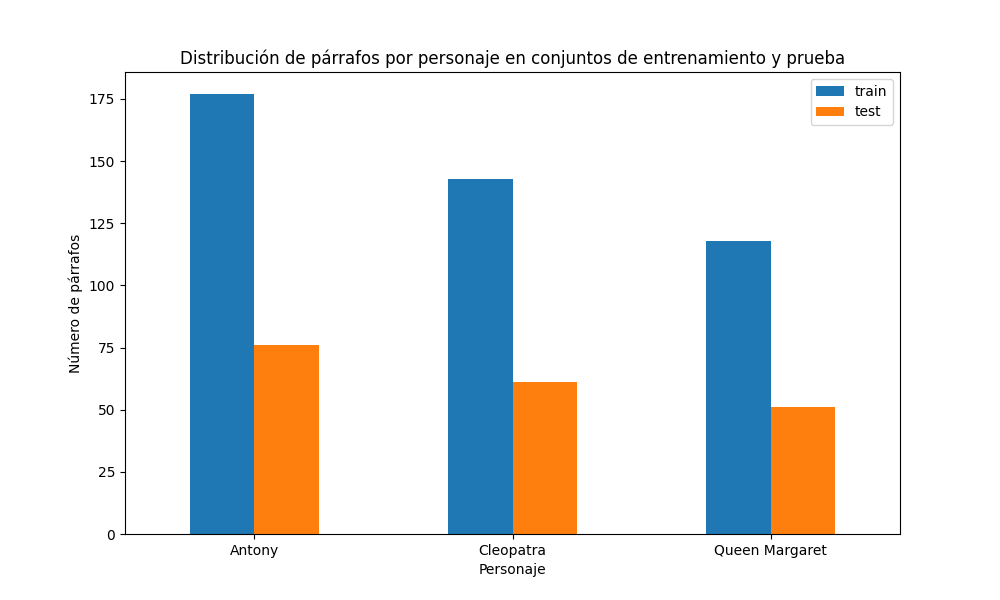 Distribución de párrafos por personaje en conjuntos de entrenamiento y prueba
train
test
Número de párrafos
175
150
125
100
75
50
25
0
Antony
Cleopatra
Queen Margaret
Personaje